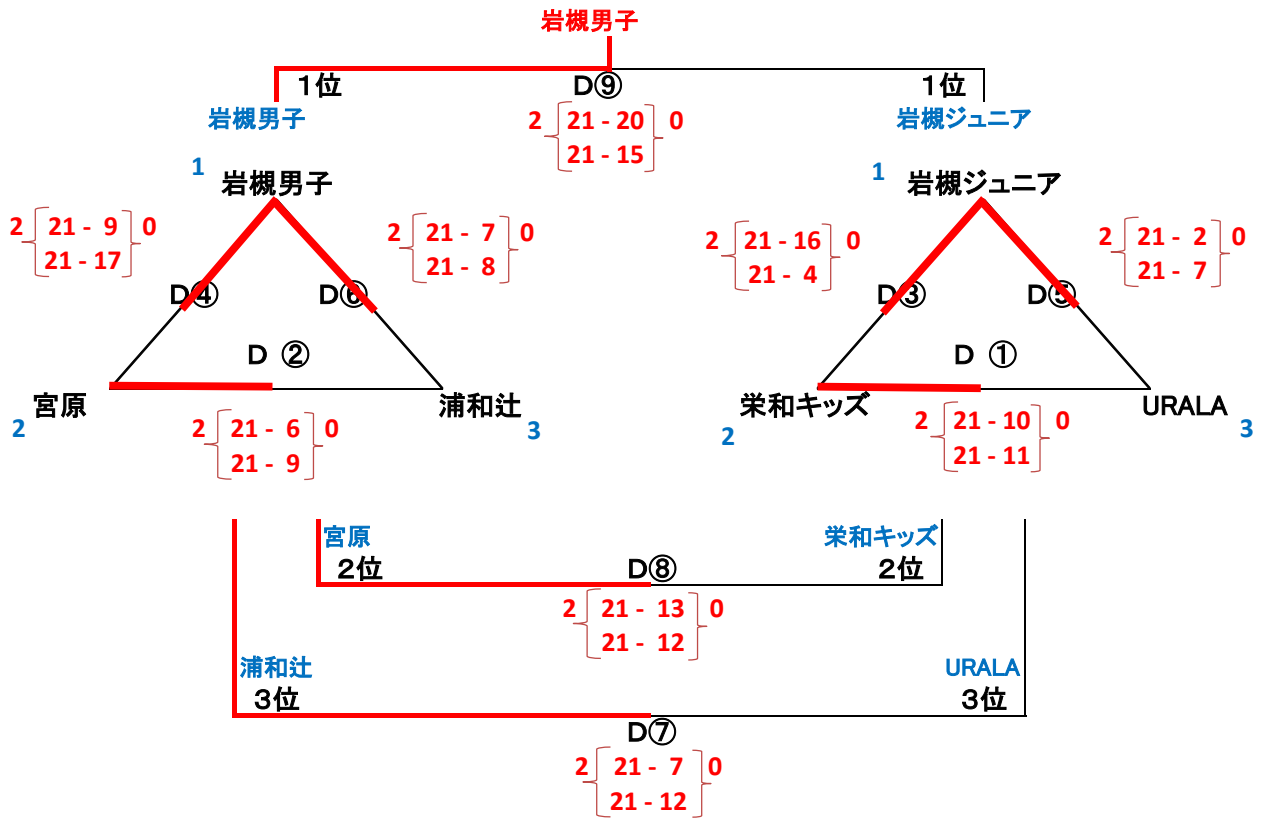 岩槻男子
1位
D⑨
1位
岩槻男子
2 21 - 20 0
21 - 15
岩槻ジュニア
1
岩槻男子
1
岩槻ジュニア
2 21 - 9 0
21 - 17
2 21 - 7 0
21 - 8
2 21 - 16 0
21 - 4
2 21 - 2 0
21 - 7
D④
D⑥
D③
D⑤
D ②
D ①
宮原
浦和辻
栄和キッズ
URALA
2
2 21 - 6 0
21 - 9
3
2
2 21 - 10 0
21 - 11
3
宮原
栄和キッズ
2位
D⑧
2位
2 21 - 13 0
21 - 12
浦和辻
URALA
3位
3位
D⑦
2 21 - 7 0
21 - 12